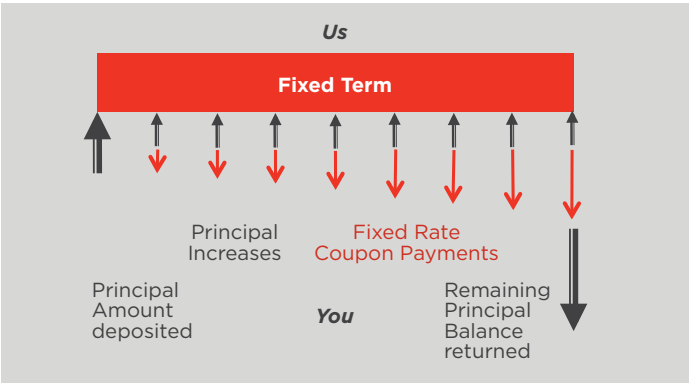 Us
Fixed Term
Principal
Increases
Fixed Rate
Coupon Payments
Principal
Amount
deposited
You
Remaining
Principal
Balance
returned